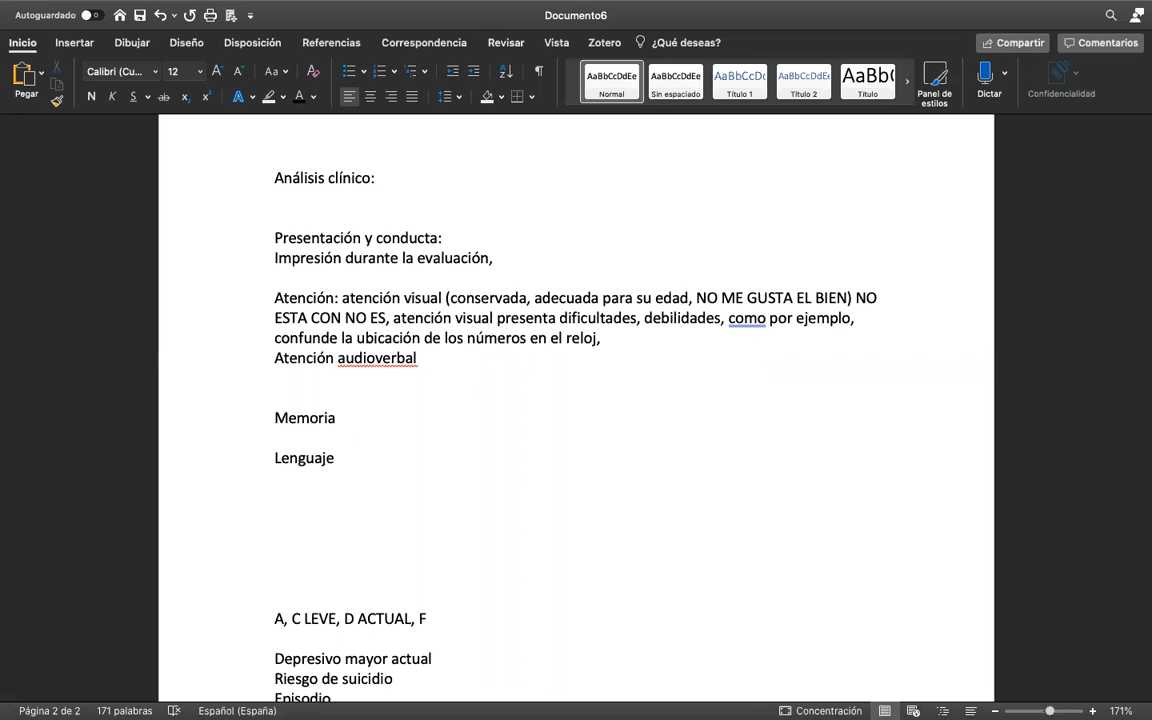 Autoguardado
Documento6
Inicio Insertar Dibujar Diseño Disposición Referencias Correspondencia Revisar Vista Zotero ¿Qué deseas? Compartir Comentarios
Pegar
Calibri (Cu... 12 Aa
N K S ab x₂ x² A A
AaBbCcDdEe AaBbCcDdEe AaBbCcDc AaBbCcDdEe AaBb(
Normal Sin espaciado Título 1 Título 2 Título
Panel de estilos
Dictar
Confidencialidad
Análisis clínico:
Presentación y conducta:
Impresión durante la evaluación,
Atención: atención visual (conservada, adecuada para su edad, NO ME GUSTA EL BIEN) NO
ESTA CON NO ES, atención visual presenta dificultades, debilidades, como por ejemplo,
confunde la ubicación de los números en el reloj,
Atención audioverbal
Memoria
Lenguaje
A, C LEVE, D ACTUAL, F
Depresivo mayor actual
Riesgo de suicidio
Episodio
Página 2 de 2 171 palabras Español (España) Concentración 171%